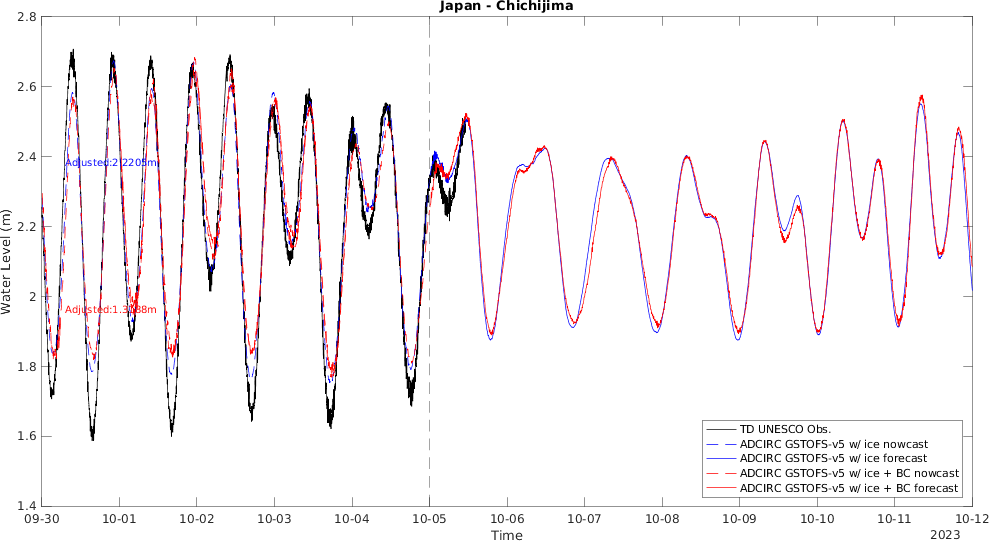 Japan - Chichijima
2.8
2.6
2.4
2.2
2
1.8
1.6
1.4
Water Level (m)
Adjusted:2.2205m
09-30
10-01
10-02
10-03
10-04
10-05
10-06
10-07
10-08
10-09
10-10
10-11
10-12
Time
2023
TD UNESCO Obs.
ADCIRC GSTOFS-v5 w/ ice nowcast
ADCIRC GSTOFS-v5 w/ ice forecast
ADCIRC GSTOFS-v5 w/ ice + BC nowcast
ADCIRC GSTOFS-v5 w/ ice + BC forecast